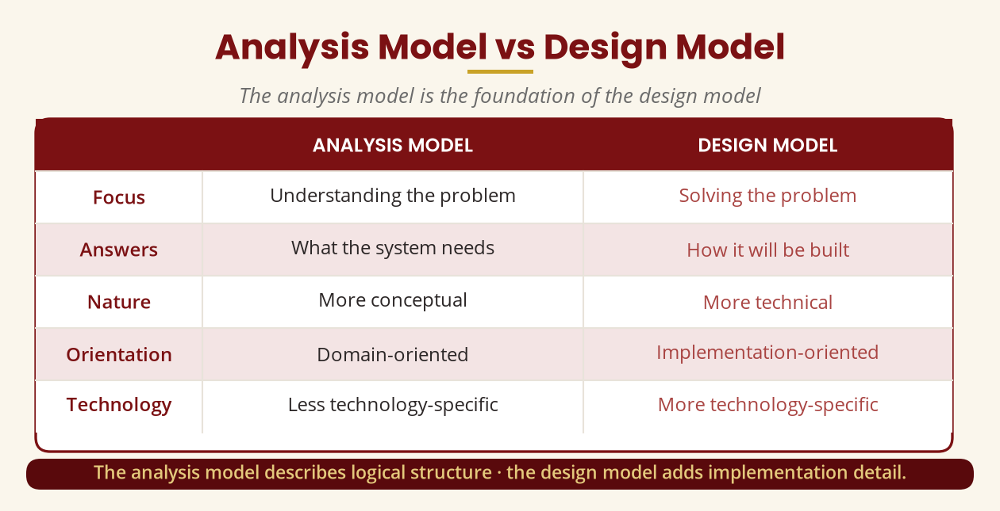 Analysis Model vs Design Model
The analysis model is the foundation of the design model
ANALYSIS MODEL DESIGN MODEL
Focus Understanding the problem Solving the problem
Answers What the system needs How it will be built
Nature More conceptual More technical
Orientation Domain-oriented Implementation-oriented
Technology Less technology-specific More technology-specific
The analysis model describes logical structure · the design model adds implementation detail.